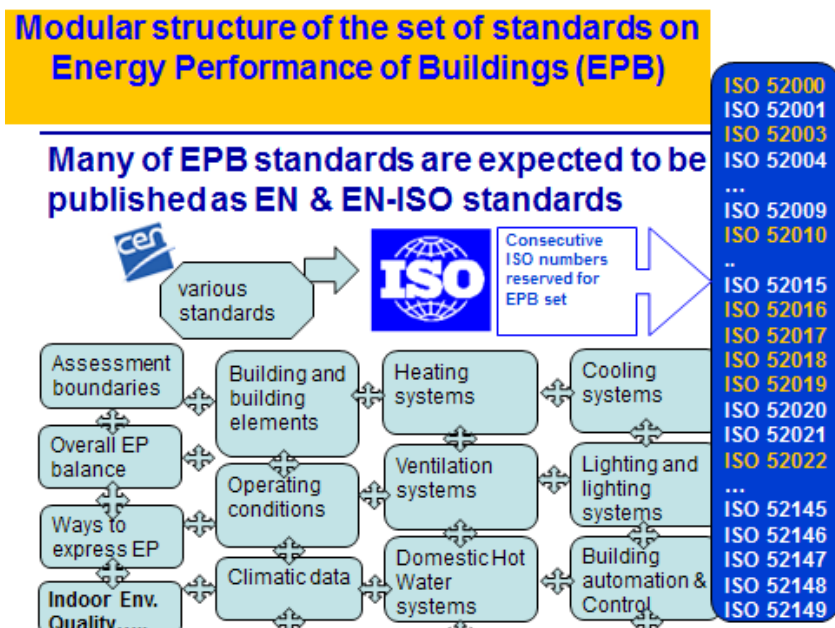 Modular structure of the set of standards on
Energy Performance of Buildings (EPB)
Many of EPB standards are expected to be
published as EN & EN-ISO standards
cen
various
standards
ISO
Consecutive
ISO numbers
reserved for
EPB set
ISO 52000
ISO 52001
ISO 52003
ISO 52004
...
ISO 52009
ISO 52010
..
ISO 52015
ISO 52016
ISO 52017
ISO 52018
ISO 52019
ISO 52020
ISO 52021
ISO 52022
...
ISO 52145
ISO 52146
ISO 52147
ISO 52148
ISO 52149
Assessment
boundaries
Building and
building
elements
Heating
systems
Cooling
systems
Overall EP
balance
Operating
conditions
Ventilation
systems
Lighting and
lighting
systems
Ways to
express EP
Climatic data
Domestic Hot
Water
systems
Building
automation &
Control
Indoor Env.
Quality.....